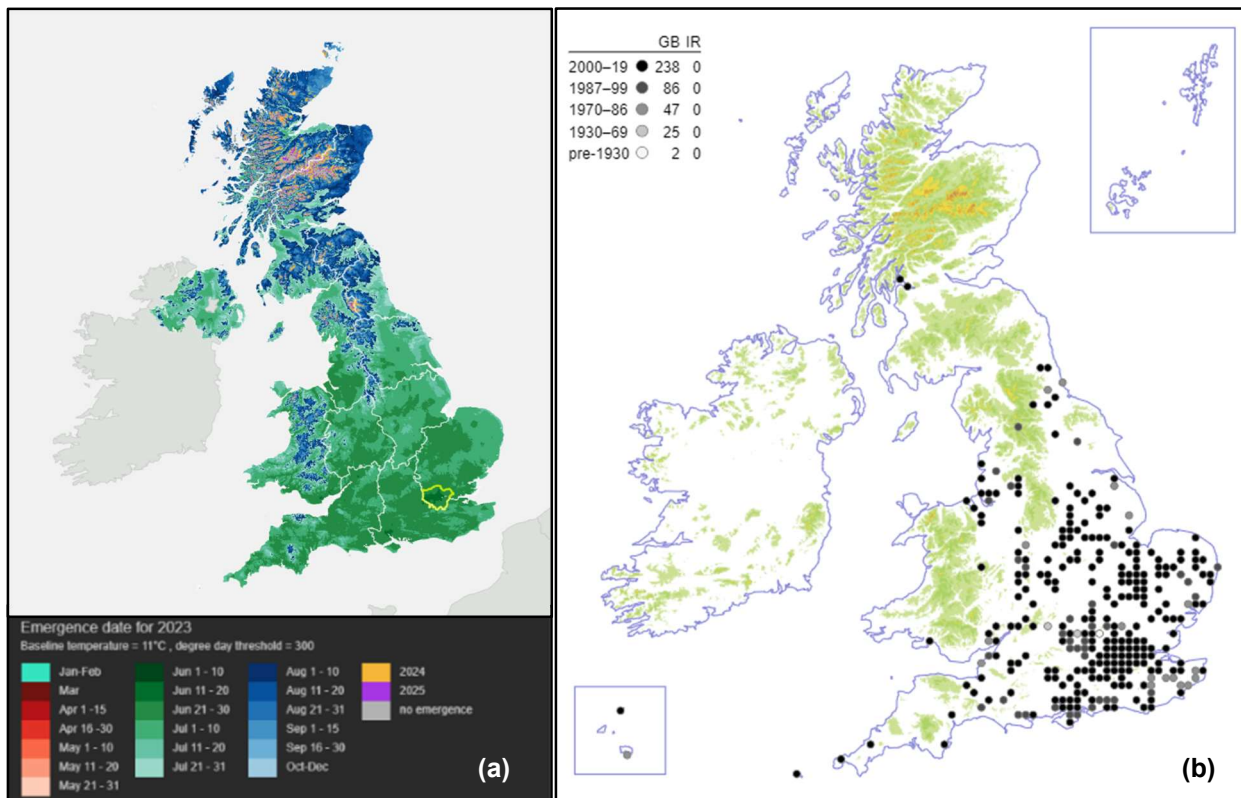 Emergence date for 2023
Baseline temperature = 11°C , degree day threshold = 300
Jan-Feb
Mar
Apr 1 -15
Apr 16 -30
May 1 - 10
May 11 - 20
May 21 - 31
Jun 1 - 10
Jun 11 - 20
Jun 21 - 30
Jul 1 - 10
Jul 11 - 20
Jul 21 - 31
Aug 1 - 10
Aug 11 - 20
Aug 21 - 31
Sep 1 - 15
Sep 16 - 30
Oct-Dec
2024
2025
no emergence
(a)
GB IR
2000–19 238 0
1987–99 86 0
1970–86 47 0
1930–69 25 0
pre-1930 2 0
(b)